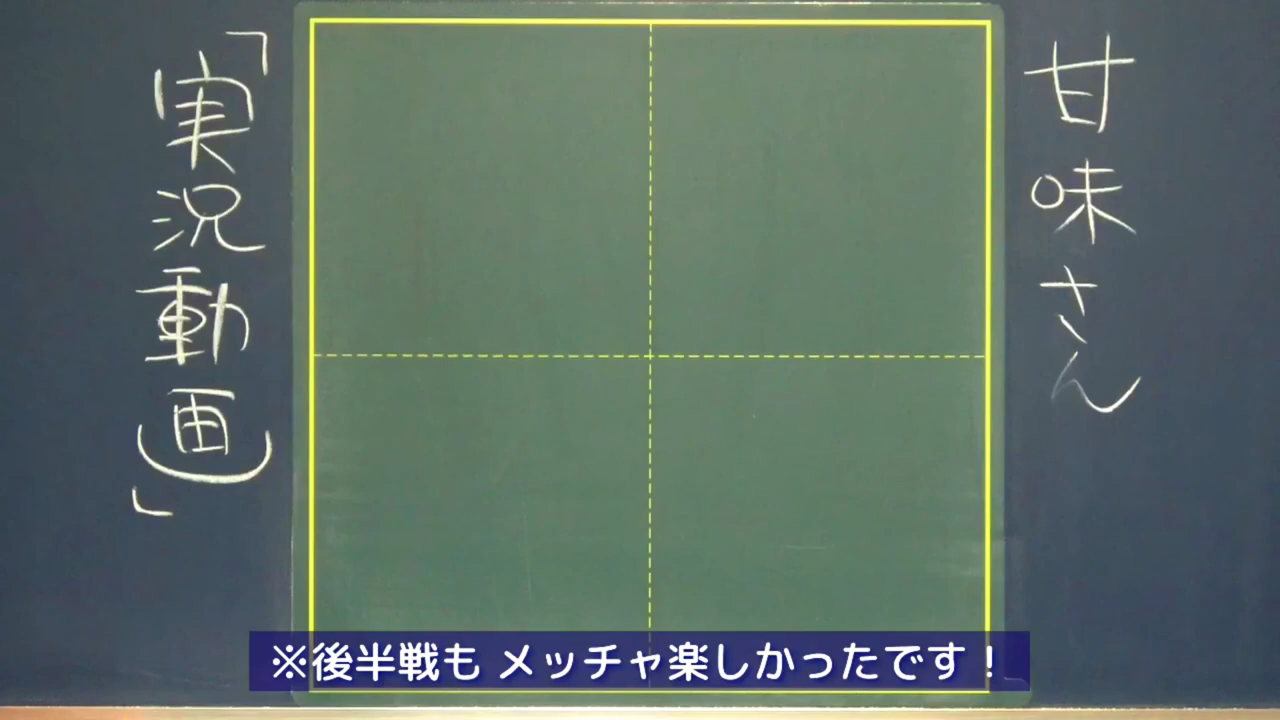 甘味さん
「実況動画」
※後半戦も メッチャ楽しかったです！